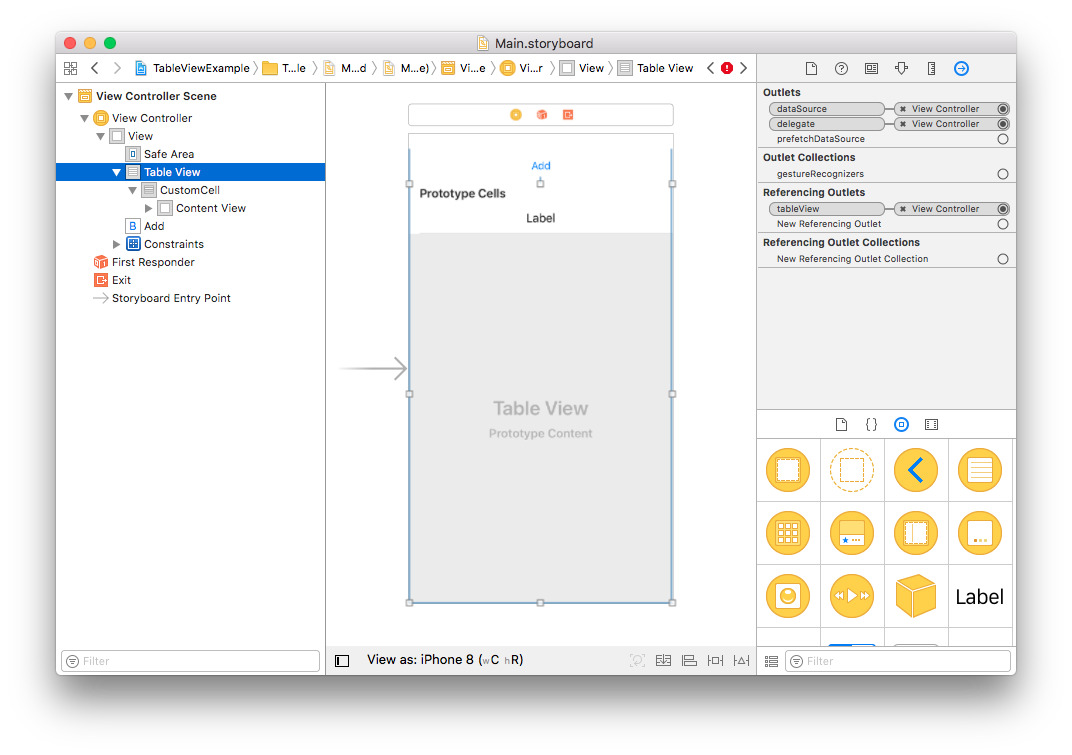 Main.storyboard
TableViewExample
T...le
M...d
M...e)
Vi...e
Vi...r
View
Table View
View Controller Scene
View Controller
View
Safe Area
Table View
CustomCell
Content View
B Add
Constraints
First Responder
Exit
Storyboard Entry Point
Filter
Add
Prototype Cells
Label
Table View
Prototype Content
View as: iPhone 8 (wC hR)
Outlets
dataSource View Controller
delegate View Controller
prefetchDataSource
Outlet Collections
gestureRecognizers
Referencing Outlets
tableView View Controller
New Referencing Outlet
Referencing Outlet Collections
New Referencing Outlet Collection
{}
Label
Filter